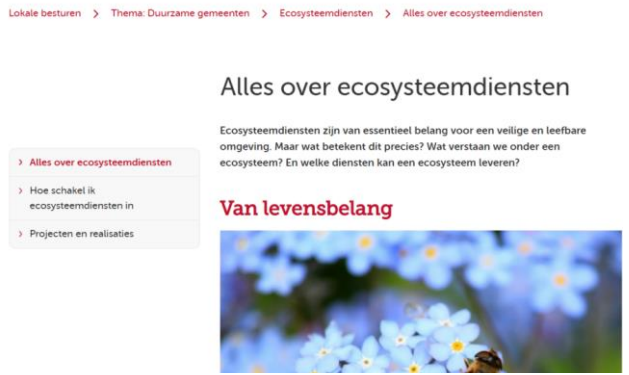 Lokale besturen > Thema: Duurzame gemeenten > Ecosysteemdiensten > Alles over ecosysteemdiensten
Alles over ecosysteemdiensten
Ecosysteemdiensten zijn van essentieel belang voor een veilige en leefbare
omgeving. Maar wat betekent dit precies? Wat verstaan we onder een
ecosysteem? En welke diensten kan een ecosysteem leveren?
> Alles over ecosysteemdiensten
> Hoe schakel ik
ecosysteemdiensten in
> Projecten en realisaties
Van levensbelang